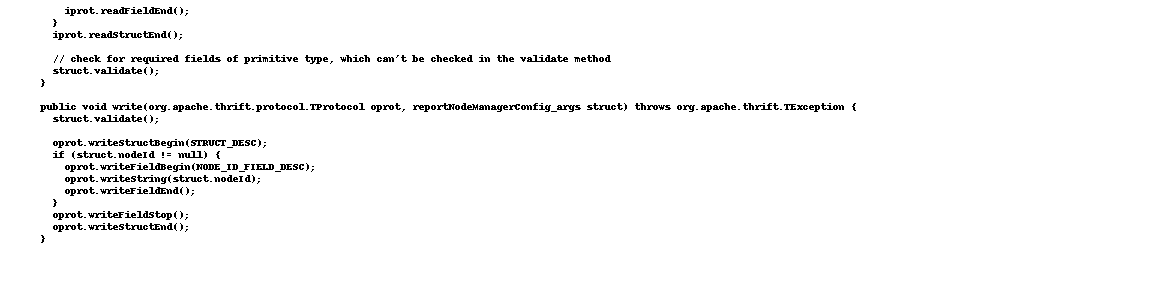 iprot.readFieldEnd();
}
iprot.readStructEnd();

// check for required fields of primitive type, which can't be checked in the validate method
struct.validate();
}

public void write(org.apache.thrift.protocol.TProtocol oprot, reportNodeManagerConfig_args struct) throws org.apache.thrift.TException {
struct.validate();

oprot.writeStructBegin(STRUCT_DESC);
if (struct.nodeId != null) {
oprot.writeFieldBegin(NODE_ID_FIELD_DESC);
oprot.writeString(struct.nodeId);
oprot.writeFieldEnd();
}
oprot.writeFieldStop();
oprot.writeStructEnd();
}